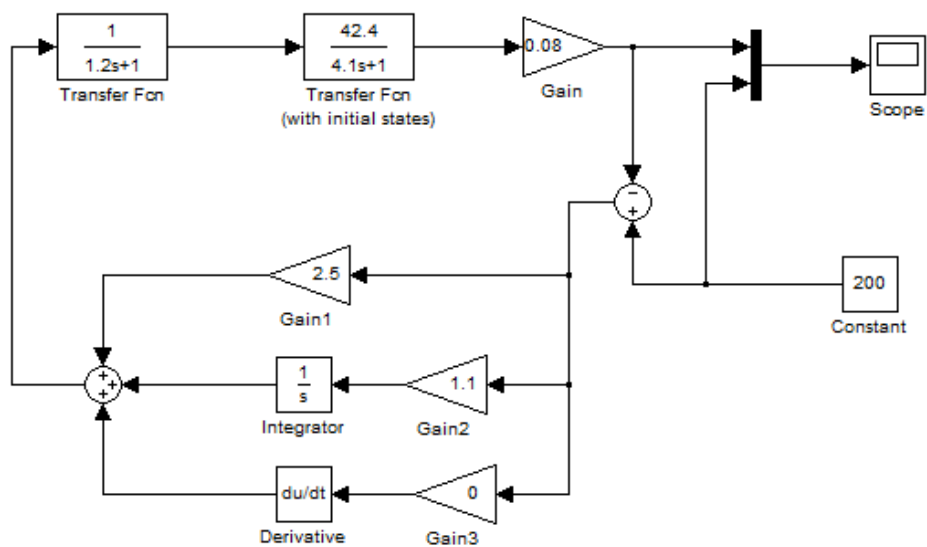 1
1.2s+1
Transfer Fcn
42.4
4.1s+1
Transfer Fcn
(with initial states)
0.08
Gain
Scope
−
+
200
Constant
2.5
Gain1
+
+
+
1
s
Integrator
1.1
Gain2
du/dt
Derivative
0
Gain3